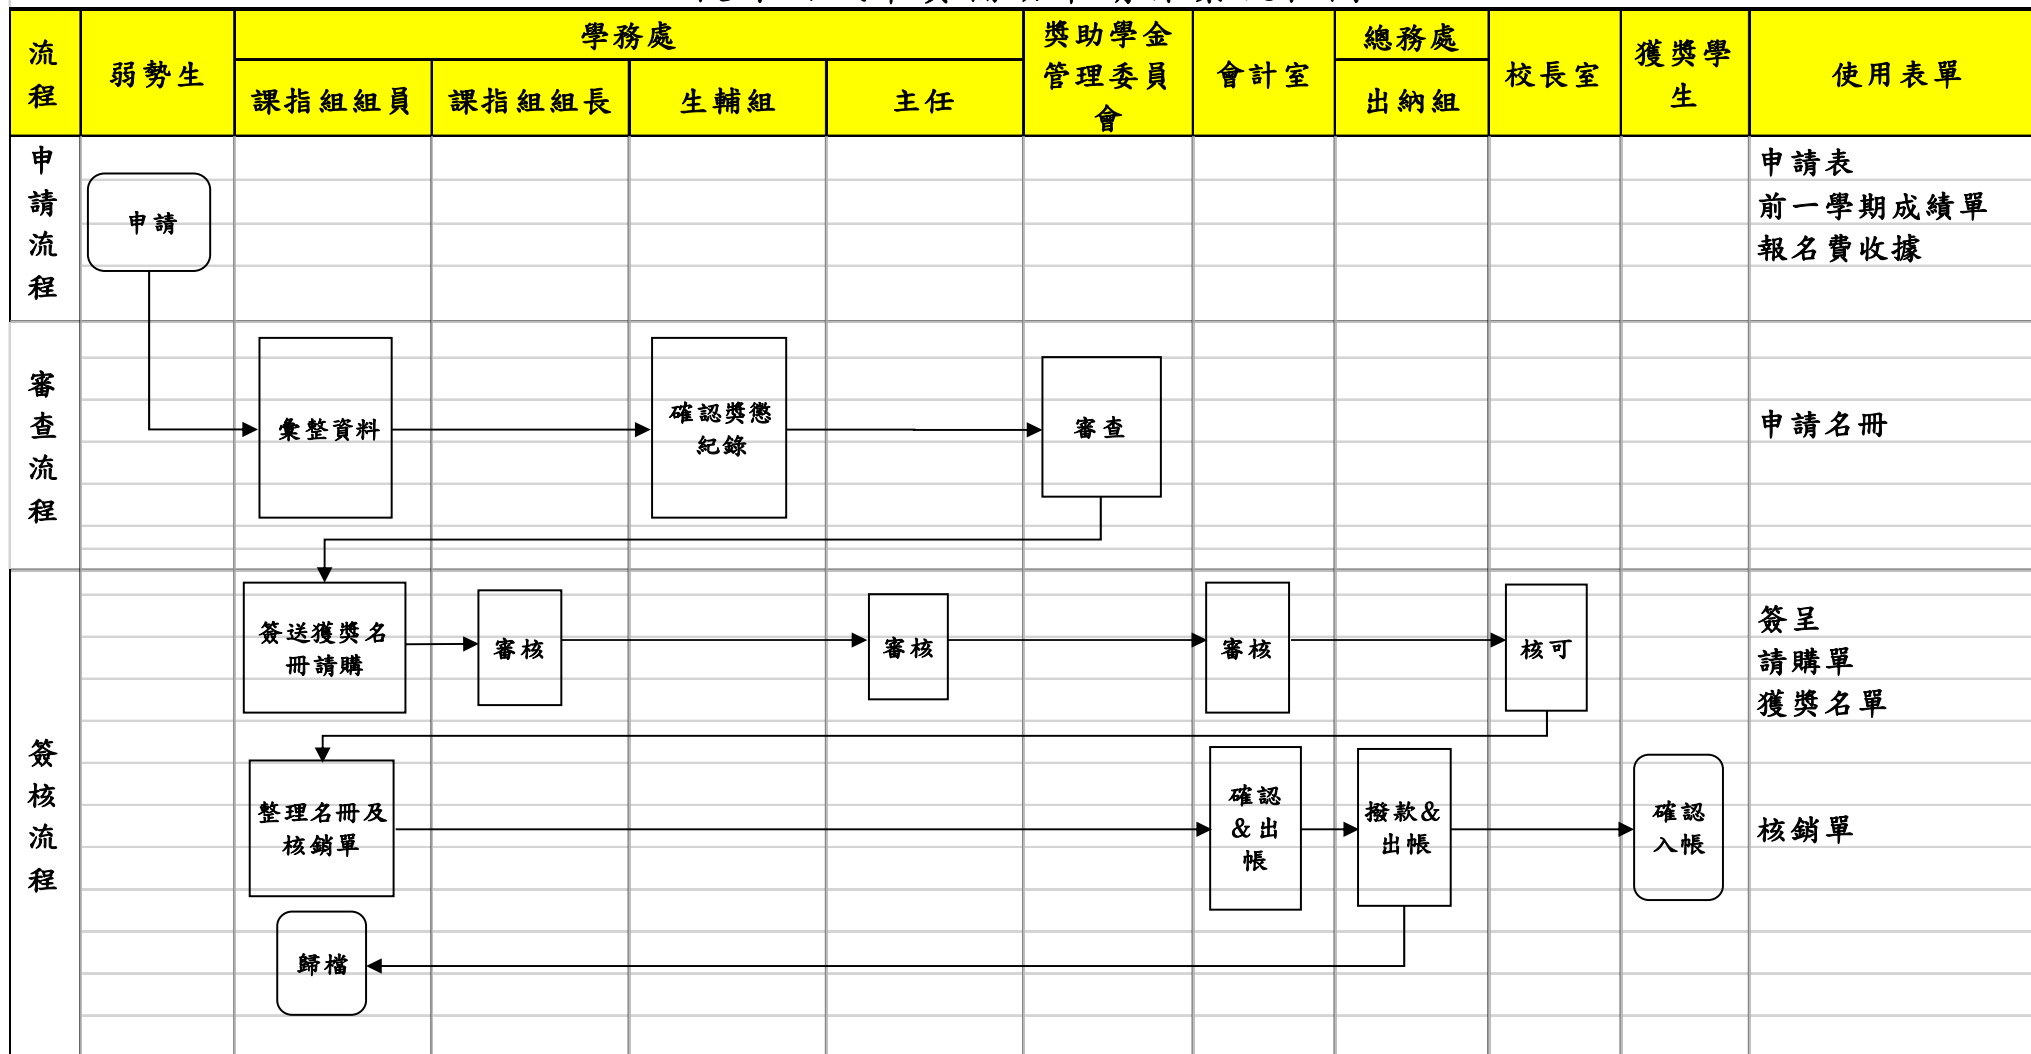 流
程
弱勢生
學務處
課指組組員
課指組組長
生輔組
主任
獎助學金
管理委員
會
會計室
總務處
出納組
校長室
獲獎學
生
使用表單
申
請
流
程
申請
申請表
前一學期成績單
報名費收據
審
查
流
程
彙整資料
確認獎懲
紀錄
審查
申請名冊
簽
核
流
程
簽送獲獎名
冊請購
審核
審核
審核
核可
簽呈
請購單
獲獎名單
整理名冊及
核銷單
確認
&出
帳
撥款&
出帳
確認
入帳
核銷單
歸檔